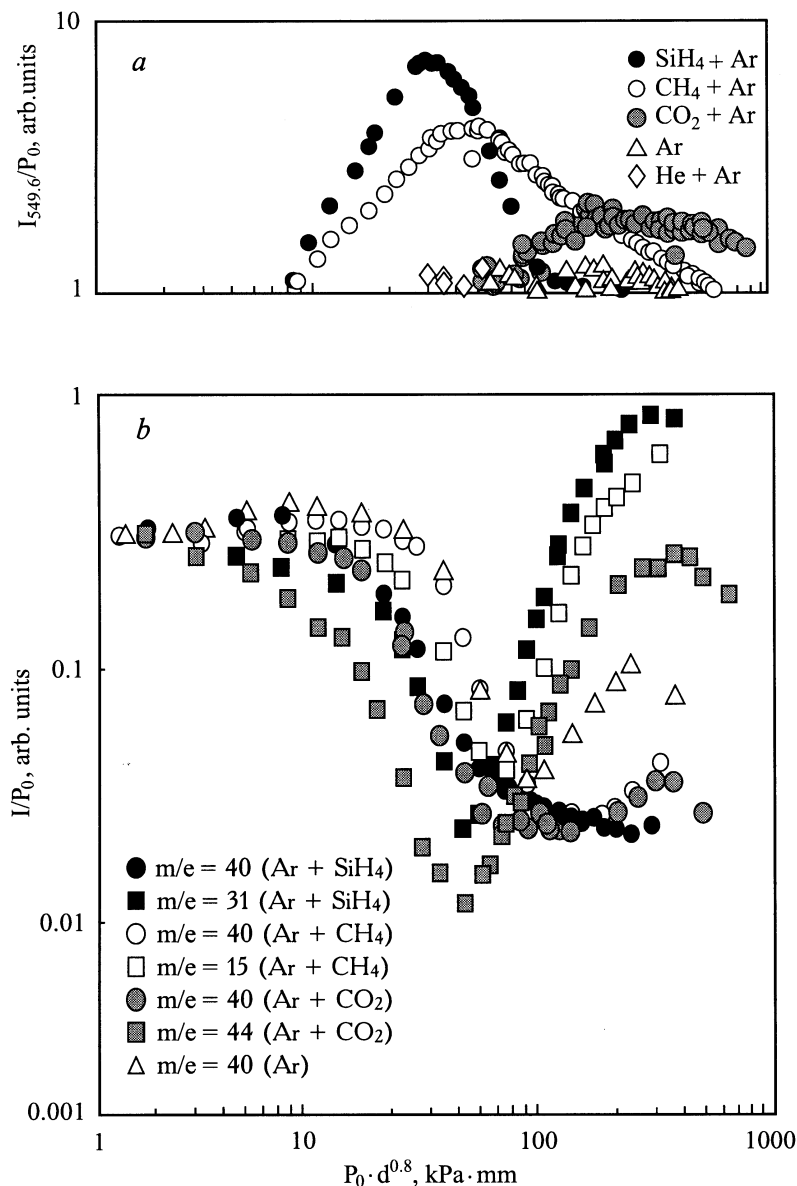 10
a
SiH₄ + Ar
CH₄ + Ar
CO₂ + Ar
Ar
He + Ar
I₅₄₉.₆/P₀, arb.units
1
1
b
I/P₀, arb. units
0.1
m/e = 40 (Ar + SiH₄)
m/e = 31 (Ar + SiH₄)
0.01
m/e = 40 (Ar + CH₄)
m/e = 15 (Ar + CH₄)
m/e = 40 (Ar + CO₂)
m/e = 44 (Ar + CO₂)
m/e = 40 (Ar)
0.001
1 10 100 1000
P₀·d⁰·⁸, kPa·mm